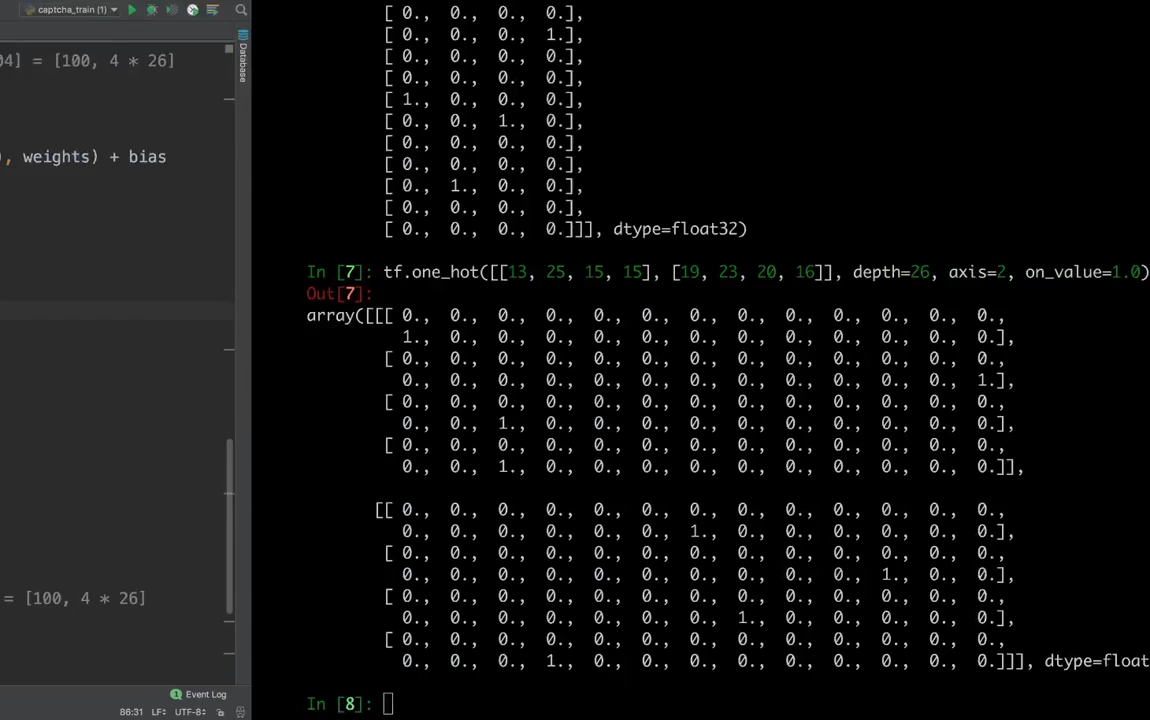 captcha_train (1)
Database
04] = [100, 4 * 26]
), weights) + bias
= [100, 4 * 26]
1 Event Log
86:31 LF÷ UTF-8÷
[ 0., 0., 0., 0.],
[ 0., 0., 0., 1.],
[ 0., 0., 0., 0.],
[ 0., 0., 0., 0.],
[ 1., 0., 0., 0.],
[ 0., 0., 1., 0.],
[ 0., 0., 0., 0.],
[ 0., 0., 0., 0.],
[ 0., 1., 0., 0.],
[ 0., 0., 0., 0.],
[ 0., 0., 0., 0.]]], dtype=float32)
In [7]: tf.one_hot([[13, 25, 15, 15], [19, 23, 20, 16]], depth=26, axis=2, on_value=1.0)
Out[7]:
array([[[ 0., 0., 0., 0., 0., 0., 0., 0., 0., 0., 0., 0., 0.,
1., 0., 0., 0., 0., 0., 0., 0., 0., 0., 0., 0., 0.],
[ 0., 0., 0., 0., 0., 0., 0., 0., 0., 0., 0., 0., 0.,
0., 0., 0., 0., 0., 0., 0., 0., 0., 0., 0., 0., 1.],
[ 0., 0., 0., 0., 0., 0., 0., 0., 0., 0., 0., 0., 0.,
0., 0., 1., 0., 0., 0., 0., 0., 0., 0., 0., 0., 0.],
[ 0., 0., 0., 0., 0., 0., 0., 0., 0., 0., 0., 0., 0.,
0., 0., 1., 0., 0., 0., 0., 0., 0., 0., 0., 0., 0.]],
[[ 0., 0., 0., 0., 0., 0., 0., 0., 0., 0., 0., 0., 0.,
0., 0., 0., 0., 0., 0., 1., 0., 0., 0., 0., 0., 0.],
[ 0., 0., 0., 0., 0., 0., 0., 0., 0., 0., 0., 0., 0.,
0., 0., 0., 0., 0., 0., 0., 0., 0., 0., 1., 0., 0.],
[ 0., 0., 0., 0., 0., 0., 0., 0., 0., 0., 0., 0., 0.,
0., 0., 0., 0., 0., 0., 0., 1., 0., 0., 0., 0., 0.],
[ 0., 0., 0., 0., 0., 0., 0., 0., 0., 0., 0., 0., 0.,
0., 0., 0., 1., 0., 0., 0., 0., 0., 0., 0., 0., 0.]]], dtype=float
In [8]: